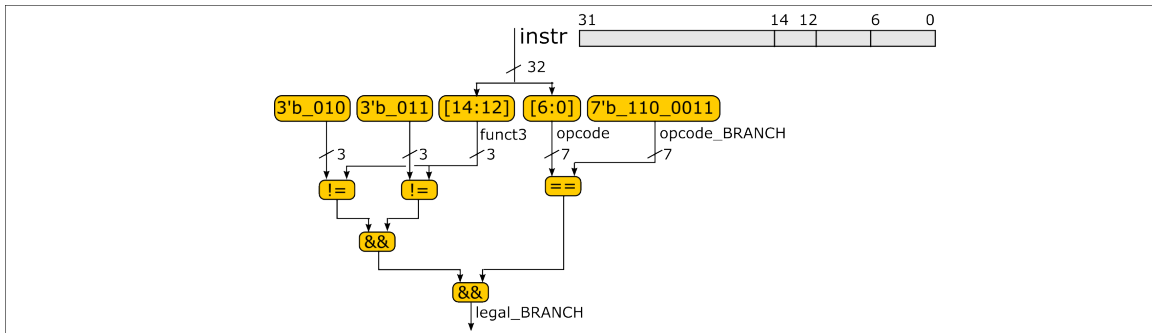 31 14 12 6 0
instr
32
3'b_010 3'b_011 [14:12] [6:0] 7'b_110_0011
funct3 opcode opcode_BRANCH
3 3 3 7 7
!= != ==
&&
&&
legal_BRANCH